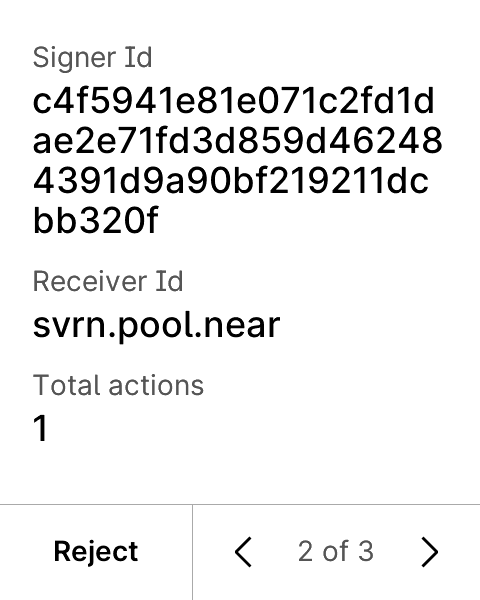 Signer Id
c4f5941e81e071c2fd1d
ae2e71fd3d859d46248
4391d9a90bf219211dc
bb320f
Receiver Id
svrn.pool.near
Total actions
1
Reject
2 of 3